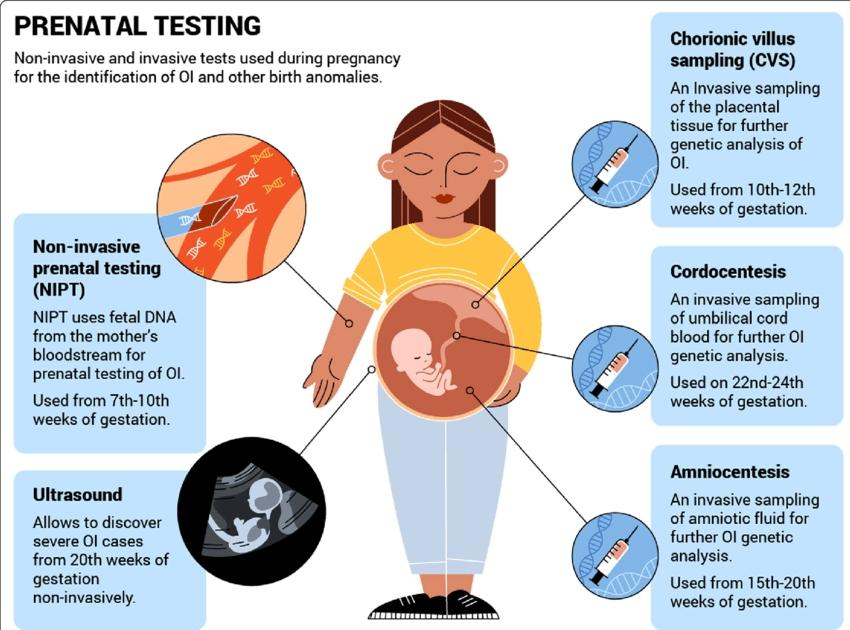 PRENATAL TESTING
Non-invasive and invasive tests used during pregnancy
for the identification of OI and other birth anomalies.
Non-invasive
prenatal testing
(NIPT)
NIPT uses fetal DNA
from the mother's
bloodstream for
prenatal testing of OI.
Used from 7th-10th
weeks of gestation.
Ultrasound
Allows to discover
severe OI cases
from 20th weeks of
gestation
non-invasively.
Chorionic villus
sampling (CVS)
An Invasive sampling
of the placental
tissue for further
genetic analysis of
OI.
Used from 10th-12th
weeks of gestation.
Cordocentesis
An invasive sampling
of umbilical cord
blood for further OI
genetic analysis.
Used on 22nd-24th
weeks of gestation.
Amniocentesis
An invasive sampling
of amniotic fluid for
further OI genetic
analysis.
Used from 15th-20th
weeks of gestation.